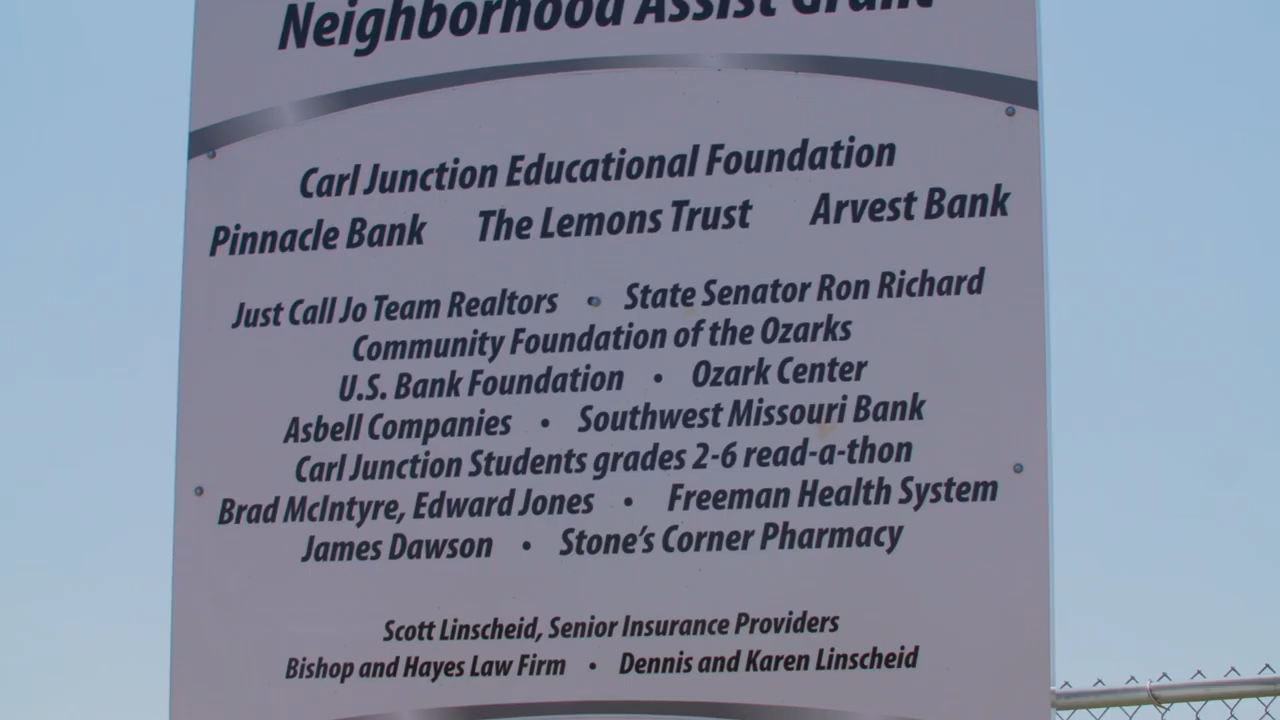 Neighborhood Assist Grant
Carl Junction Educational Foundation
Pinnacle Bank The Lemons Trust Arvest Bank
Just Call Jo Team Realtors • State Senator Ron Richard
Community Foundation of the Ozarks
U.S. Bank Foundation • Ozark Center
Asbell Companies • Southwest Missouri Bank
Carl Junction Students grades 2-6 read-a-thon
Brad McIntyre, Edward Jones • Freeman Health System
James Dawson • Stone's Corner Pharmacy
Scott Linscheid, Senior Insurance Providers
Bishop and Hayes Law Firm • Dennis and Karen Linscheid